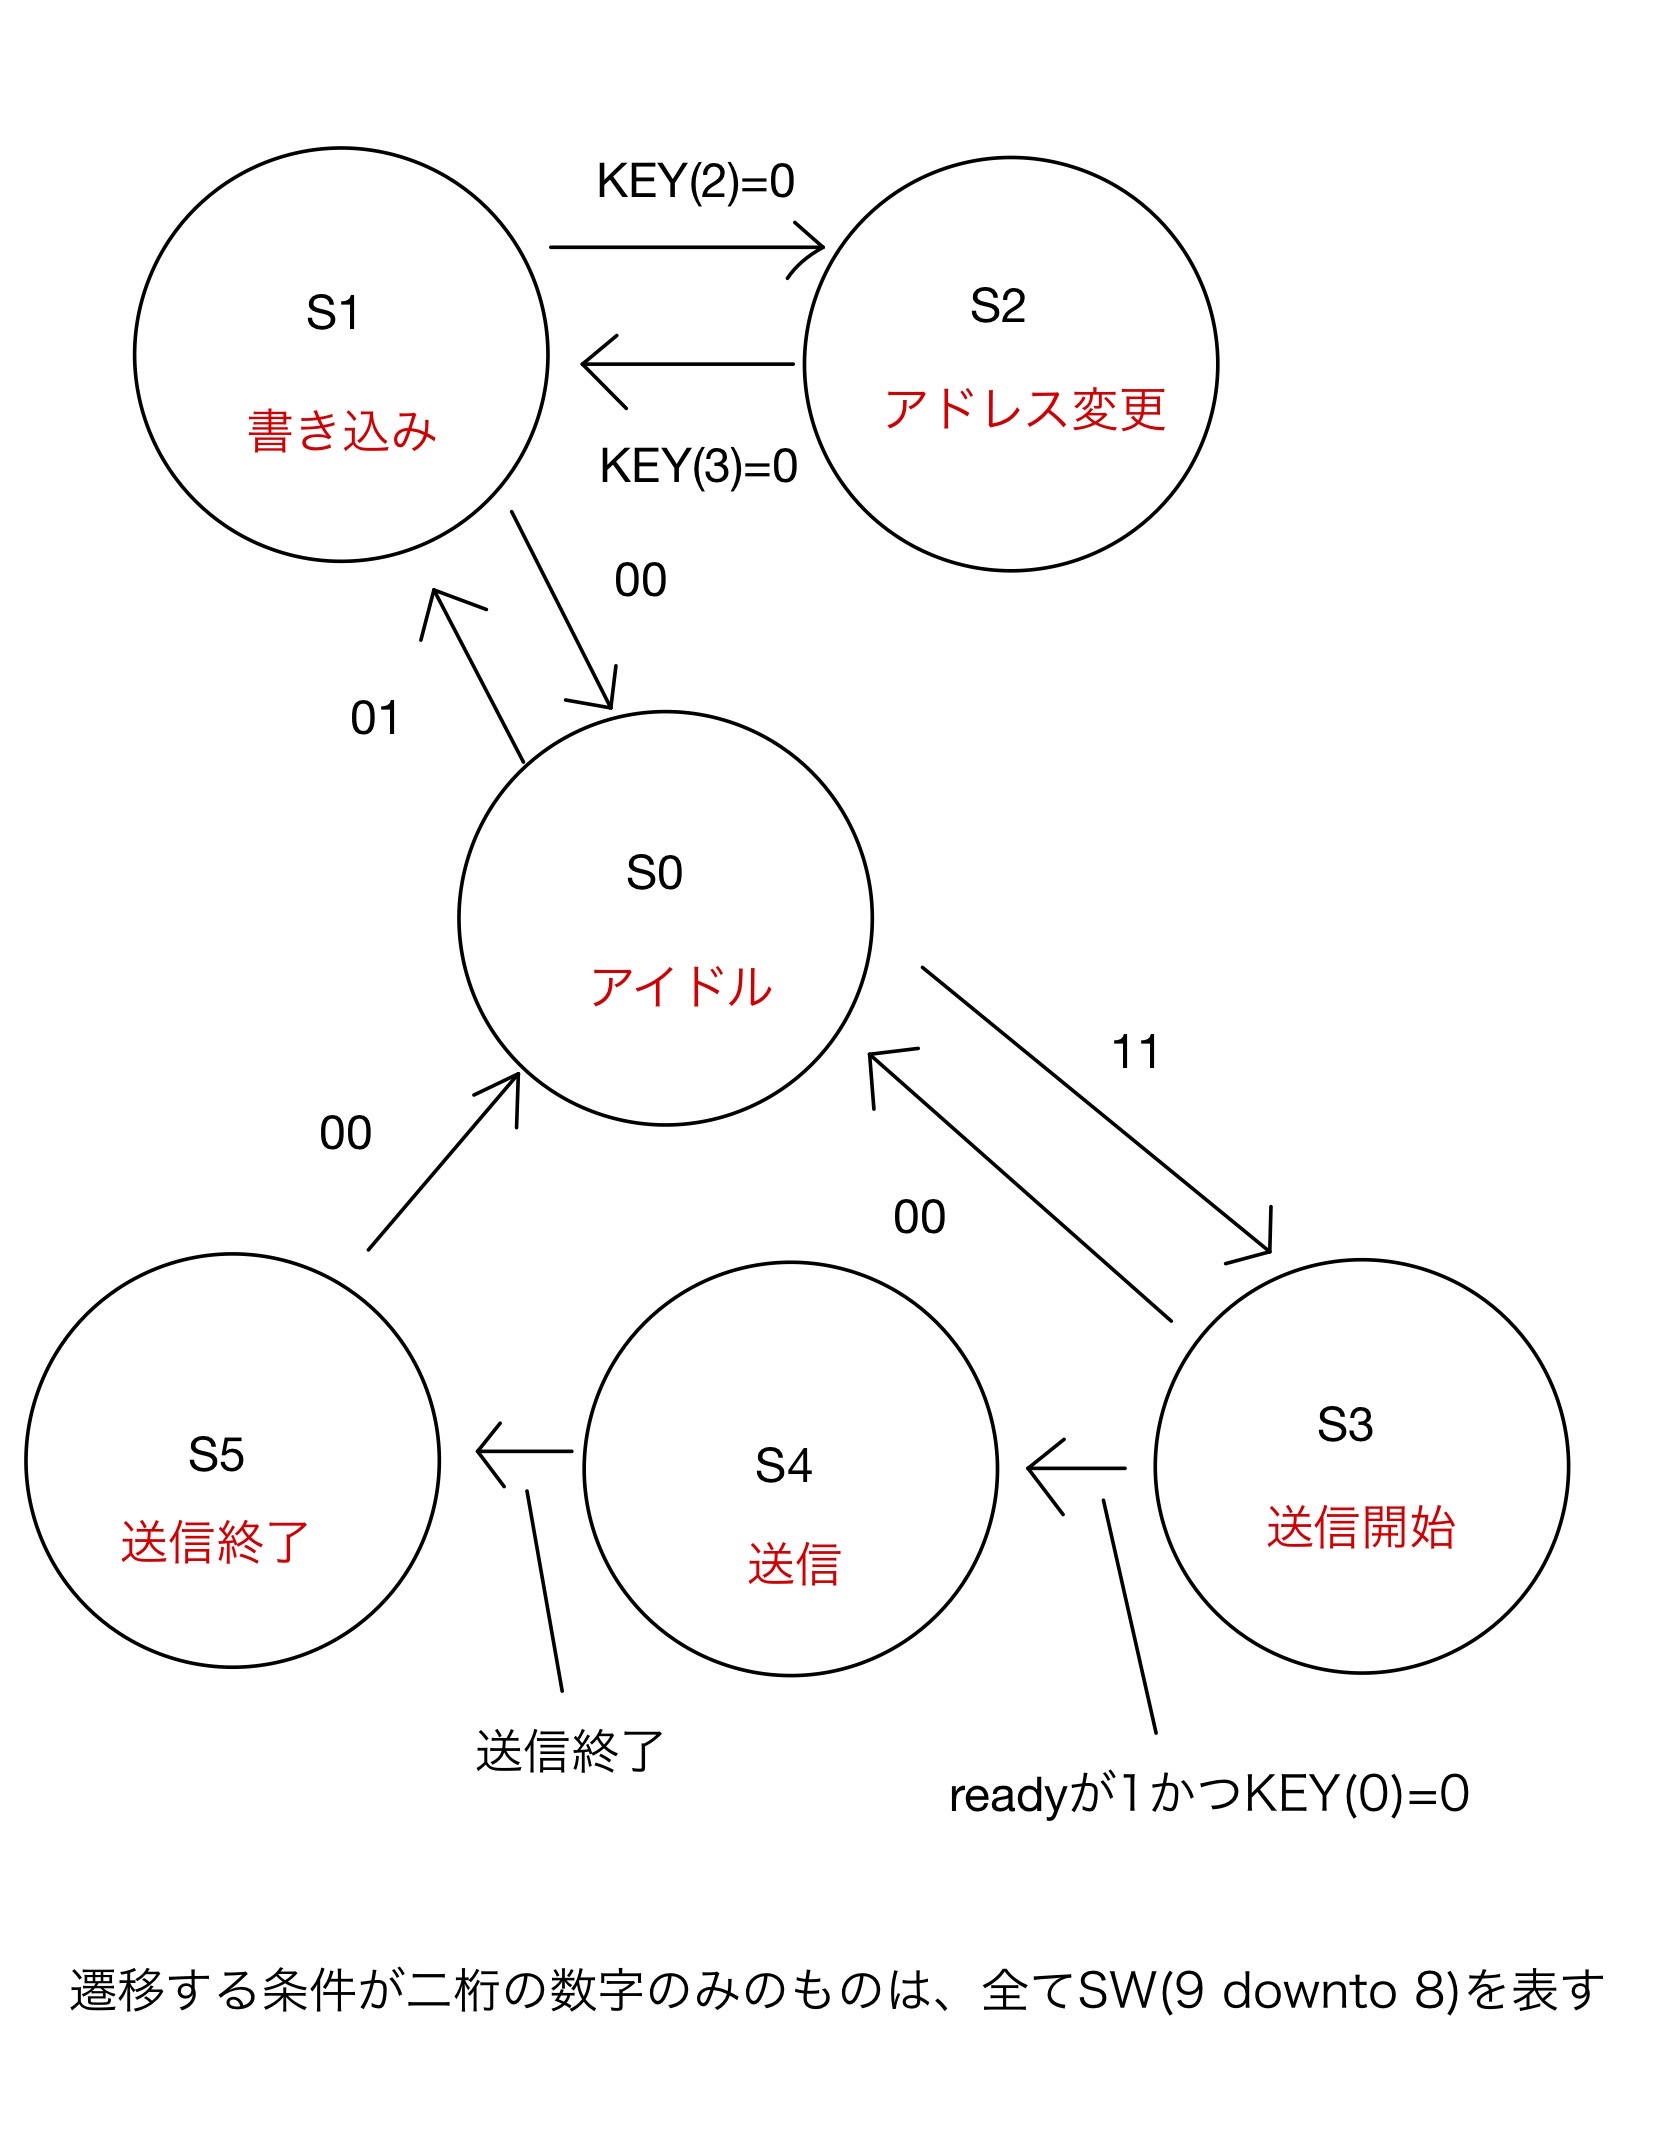 KEY(2)=0
S1
S2
書き込み
アドレス変更
KEY(3)=0
00
01
S0
アイドル
11
00
00
S5
S4
S3
送信終了
送信
送信開始
送信終了
readyが1かつKEY(0)=0
遷移する条件が二桁の数字のみのものは、全てSW(9 downto 8)を表す